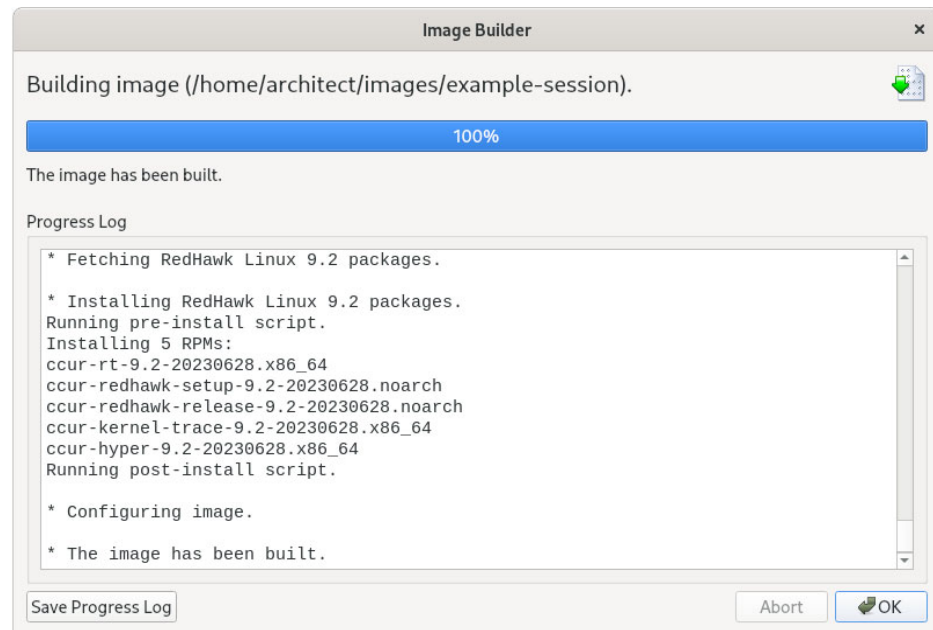 Image Builder
Building image (/home/architect/images/example-session).
100%
The image has been built.
Progress Log
* Fetching RedHawk Linux 9.2 packages.
* Installing RedHawk Linux 9.2 packages.
Running pre-install script.
Installing 5 RPMs:
ccur-rt-9.2-20230628.x86_64
ccur-redhawk-setup-9.2-20230628.noarch
ccur-redhawk-release-9.2-20230628.noarch
ccur-kernel-trace-9.2-20230628.x86_64
ccur-hyper-9.2-20230628.x86_64
Running post-install script.
* Configuring image.
* The image has been built.
Save Progress Log
Abort
OK